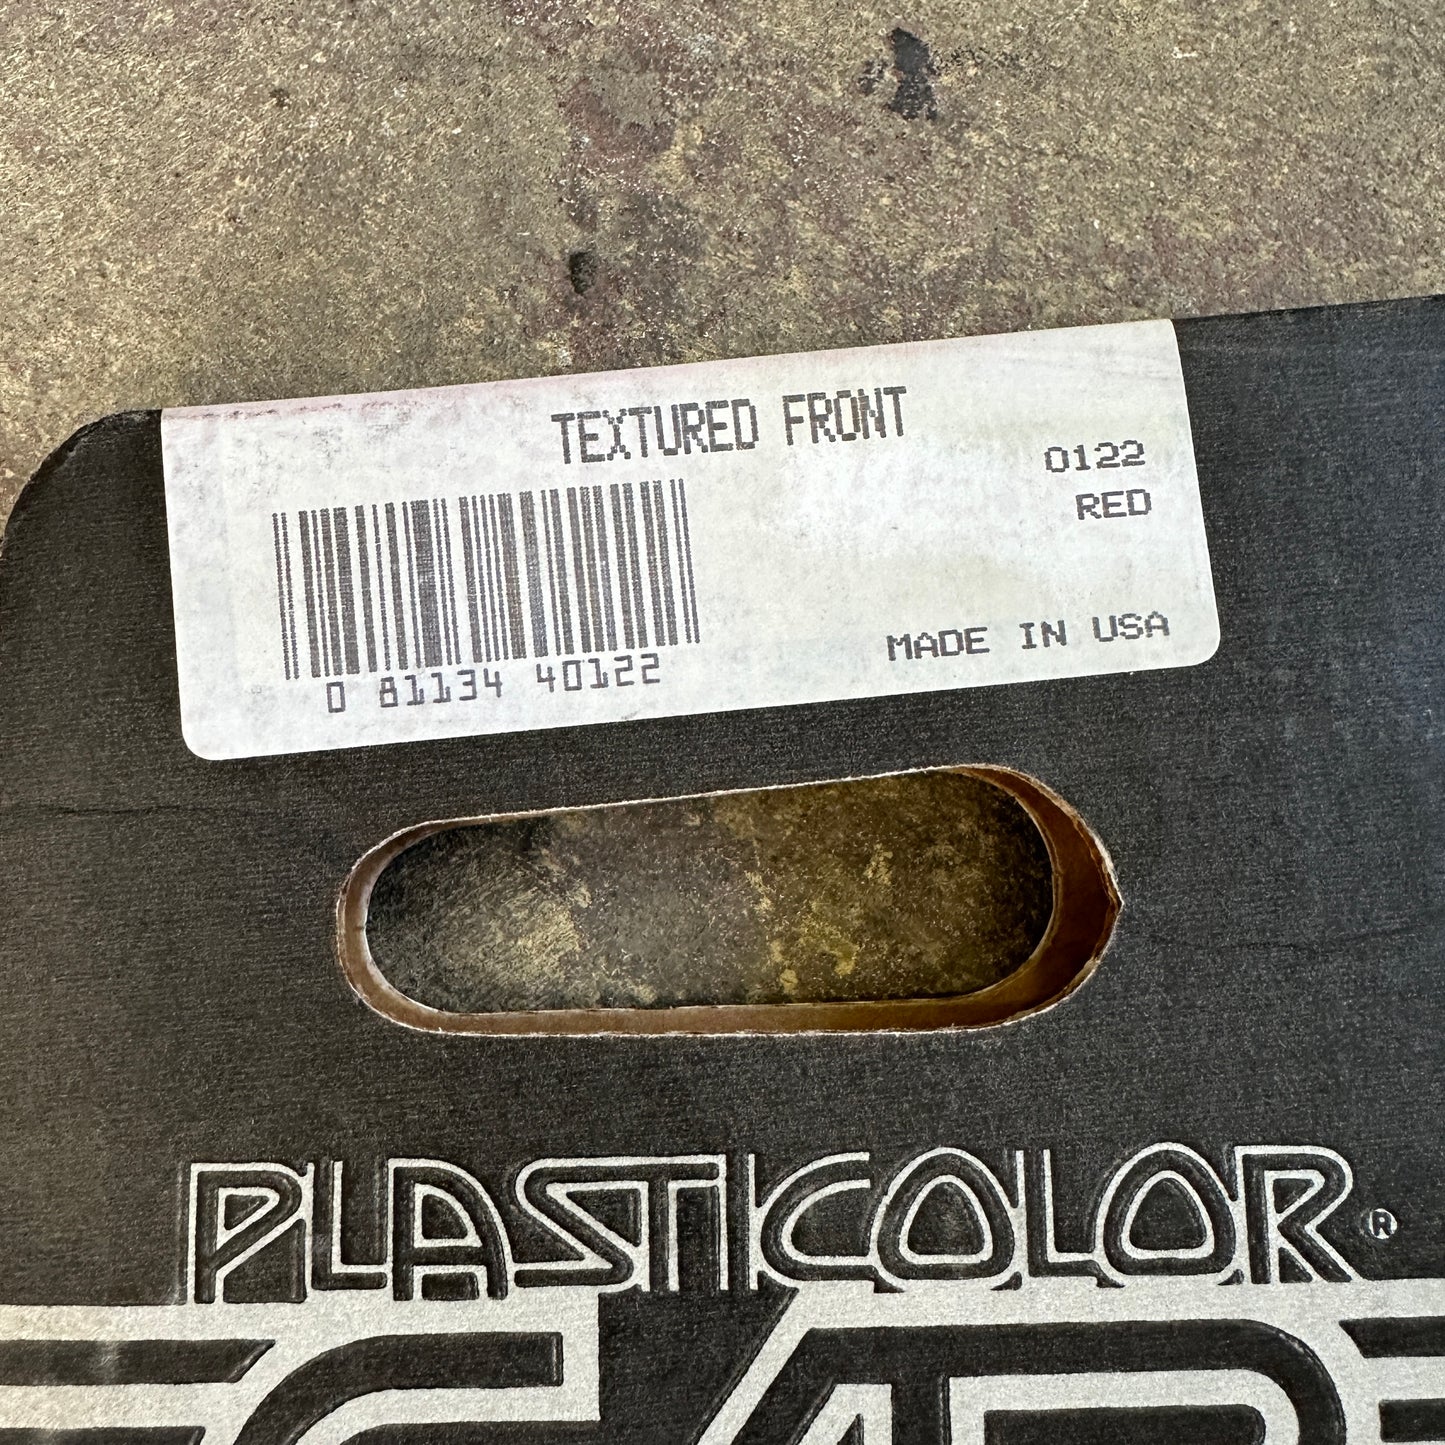 TEXTURED FRONT
0122
RED
0 81134 40122
MADE IN USA
PLASTICOLOR®